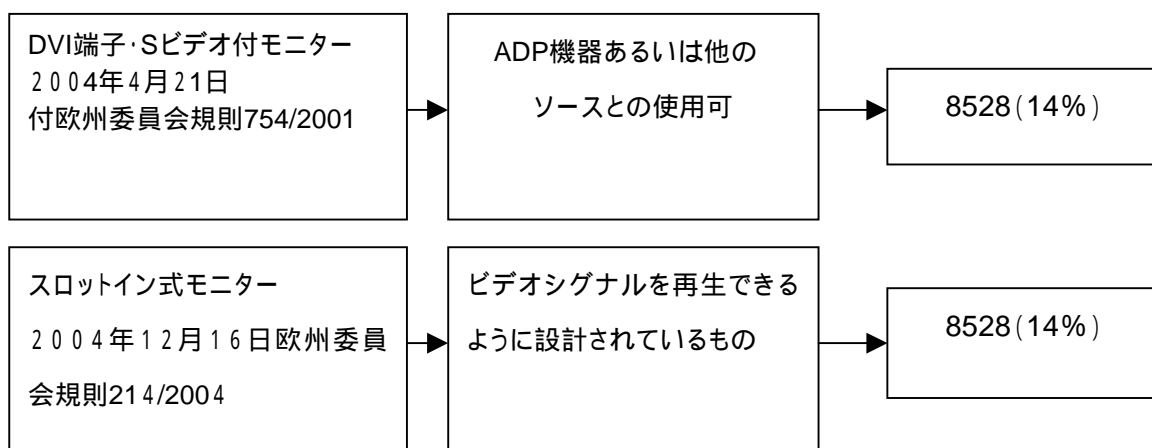 DVI端子・Sビデオ付モニター
2004年4月21日
付欧州委員会規則754/2001
ADP機器あるいは他の
ソースとの使用可
8528(14%)
スロットイン式モニター
2004年12月16日欧州委員
会規則214/2004
ビデオシグナルを再生できる
ように設計されているもの
8528(14%)